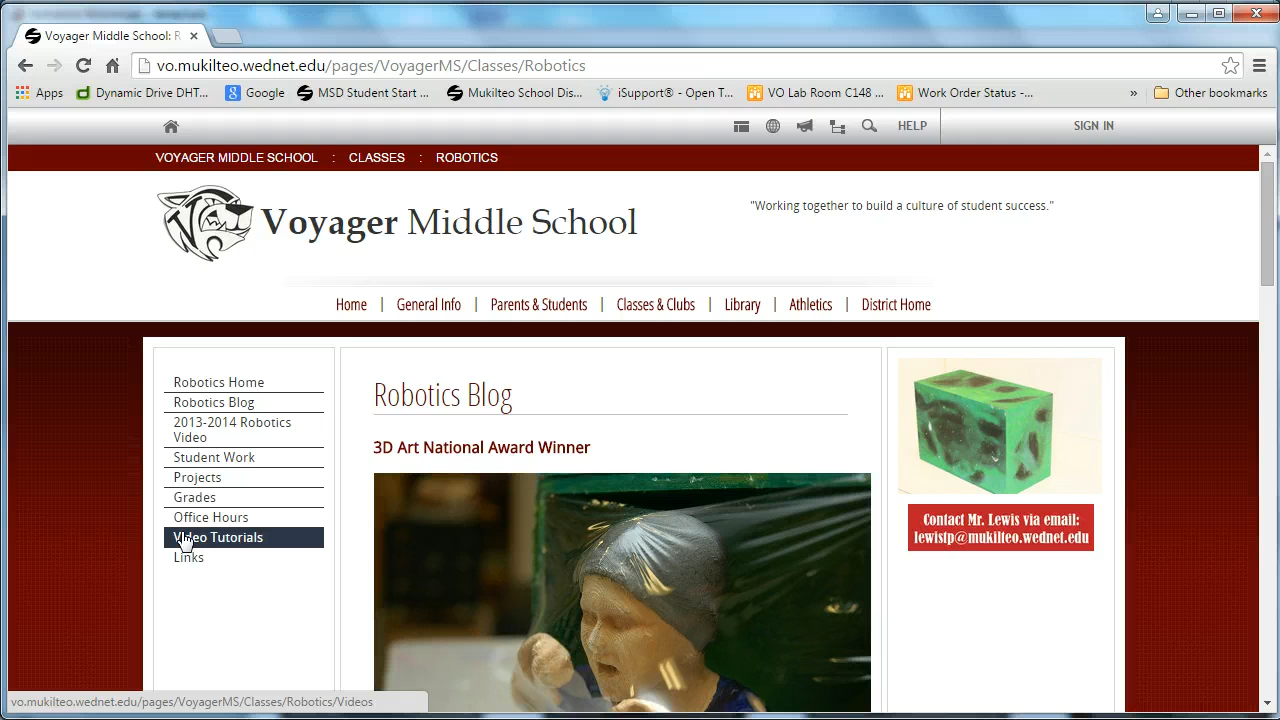 Voyager Middle School: R
vo.mukilteo.wednet.edu/pages/VoyagerMS/Classes/Robotics
Apps
Dynamic Drive DHT...
Google
MSD Student Start ...
Mukilteo School Dis...
iSupport® - Open T...
VO Lab Room C148 ...
Work Order Status -...
»
Other bookmarks
HELP
SIGN IN
VOYAGER MIDDLE SCHOOL : CLASSES : ROBOTICS
Voyager Middle School
"Working together to build a culture of student success."
Home | General Info | Parents & Students | Classes & Clubs | Library | Athletics | District Home
Robotics Home
Robotics Blog
2013-2014 Robotics
Video
Student Work
Projects
Grades
Office Hours
Video Tutorials
Links
Robotics Blog
3D Art National Award Winner
Contact Mr. Lewis via email:
lewistp@mukilteo.wednet.edu
vo.mukilteo.wednet.edu/pages/VoyagerMS/Classes/Robotics/Videos